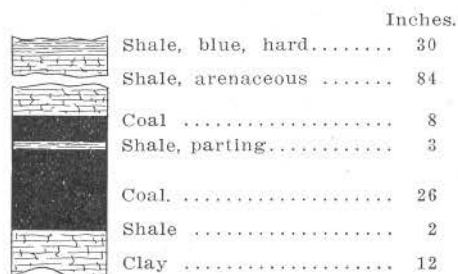 Inches.
Shale, blue, hard........ 30
Shale, arenaceous ....... 84
Coal .................... 8
Shale, parting............ 3
Coal. ................... 26
Shale ................... 2
Clay .................... 12